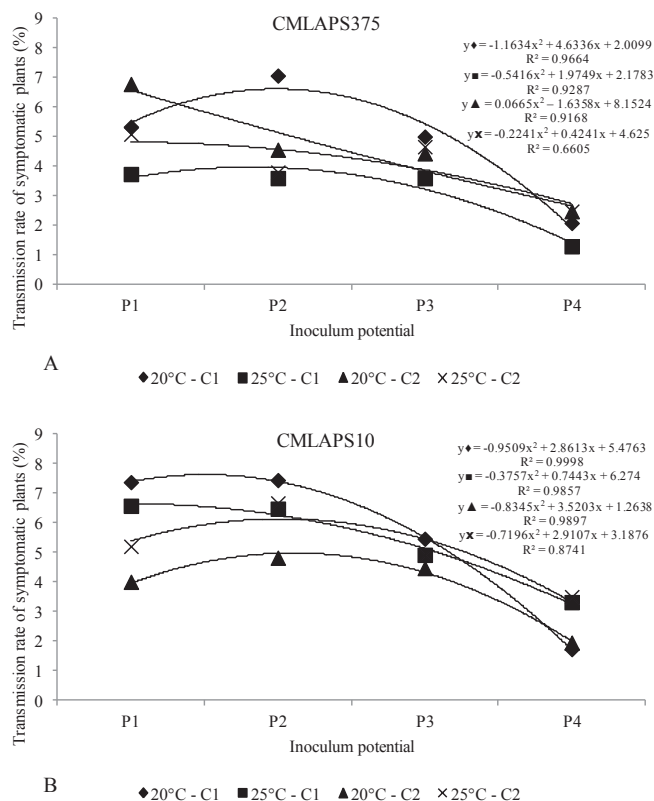 CMLAPS375
Transmission rate of symptomatic plants (%)
9
8
7
6
5
4
3
2
1
0
y♦= -1.1634x² + 4.6336x + 2.0099
R² = 0.9664
y■= -0.5416x² + 1.9749x + 2.1783
R² = 0.9287
y▲= 0.0665x² – 1.6358x + 8.1524
R² = 0.9168
y✖= -0.2241x² + 0.4241x + 4.625
R² = 0.6605
P1 P2 P3 P4
Inoculum potential
A
♦20°C - C1 ■25°C - C1 ▲20°C - C2 ×25°C - C2
CMLAPS10
Transmission rate of symptomatic plants (%)
9
8
7
6
5
4
3
2
1
0
y♦= -0.9509x² + 2.8613x + 5.4763
R² = 0.9998
y■= -0.3757x² + 0.7443x + 6.274
R² = 0.9857
y▲= -0.8345x² + 3.5203x + 1.2638
R² = 0.9897
y✖= -0.7196x² + 2.9107x + 3.1876
R² = 0.8741
P1 P2 P3 P4
Inoculum potential
B
♦20°C - C1 ■25°C - C1 ▲20°C - C2 ×25°C - C2